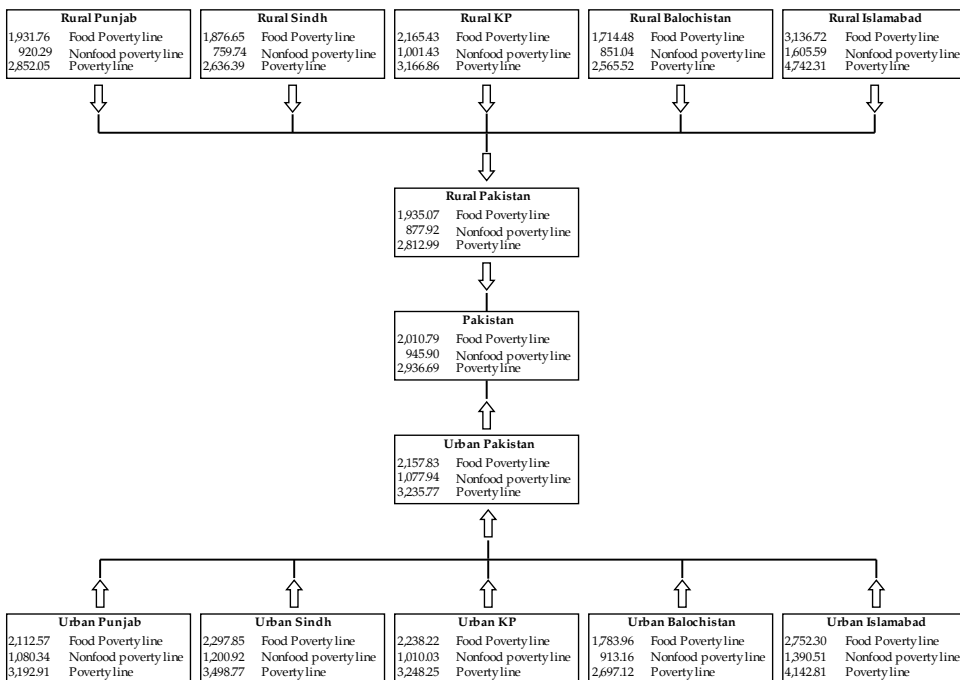 Rural Punjab
1,931.76 Food Poverty line
920.29 Nonfood poverty line
2,852.05 Poverty line
Rural Sindh
1,876.65 Food Poverty line
759.74 Nonfood poverty line
2,636.39 Poverty line
Rural KP
2,165.43 Food Poverty line
1,001.43 Nonfood poverty line
3,166.86 Poverty line
Rural Balochistan
1,714.48 Food Poverty line
851.04 Nonfood poverty line
2,565.52 Poverty line
Rural Islamabad
3,136.72 Food Poverty line
1,605.59 Nonfood poverty line
4,742.31 Poverty line
Rural Pakistan
1,935.07 Food Poverty line
877.92 Nonfood poverty line
2,812.99 Poverty line
Pakistan
2,010.79 Food Poverty line
945.90 Nonfood poverty line
2,936.69 Poverty line
Urban Pakistan
2,157.83 Food Poverty line
1,077.94 Nonfood poverty line
3,235.77 Poverty line
Urban Punjab
2,112.57 Food Poverty line
1,080.34 Nonfood poverty line
3,192.91 Poverty line
Urban Sindh
2,297.85 Food Poverty line
1,200.92 Nonfood poverty line
3,498.77 Poverty line
Urban KP
2,238.22 Food Poverty line
1,010.03 Nonfood poverty line
3,248.25 Poverty line
Urban Balochistan
1,783.96 Food Poverty line
913.16 Nonfood poverty line
2,697.12 Poverty line
Urban Islamabad
2,752.30 Food Poverty line
1,390.51 Nonfood poverty line
4,142.81 Poverty line